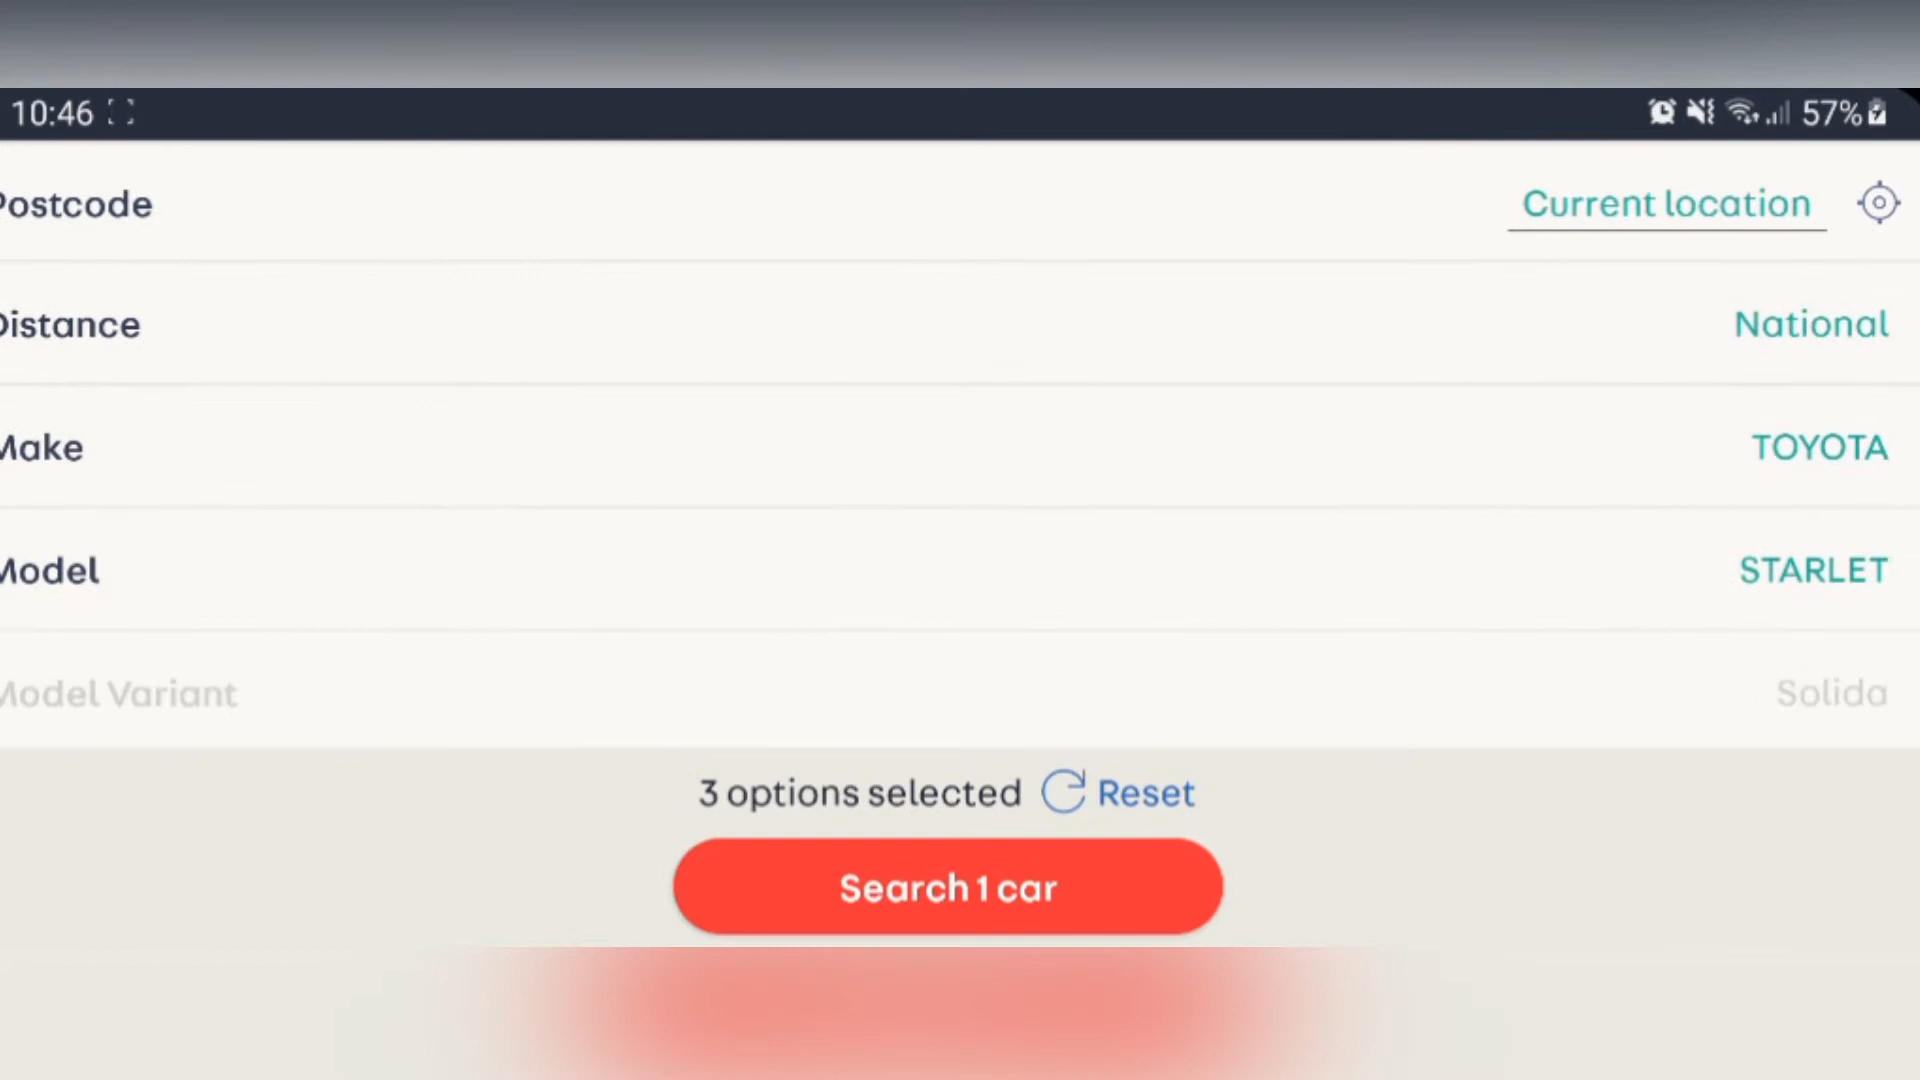 10:46
57%
Postcode
Current location
Distance
National
Make
TOYOTA
Model
STARLET
Model Variant
Solida
3 options selected
Reset
Search 1 car